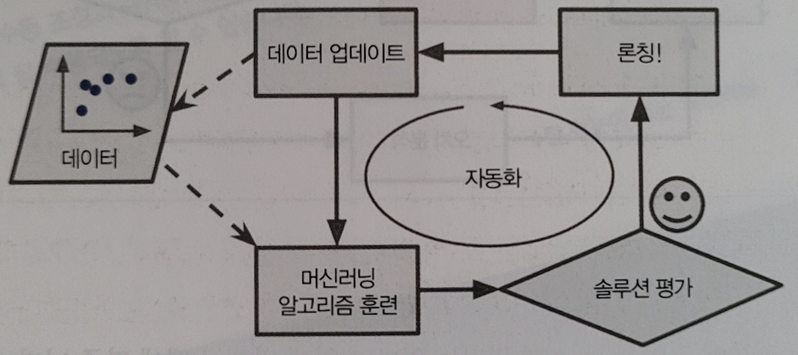 데이터 업데이트
론칭!
데이터
자동화
머신러닝
알고리즘 훈련
솔루션 평가